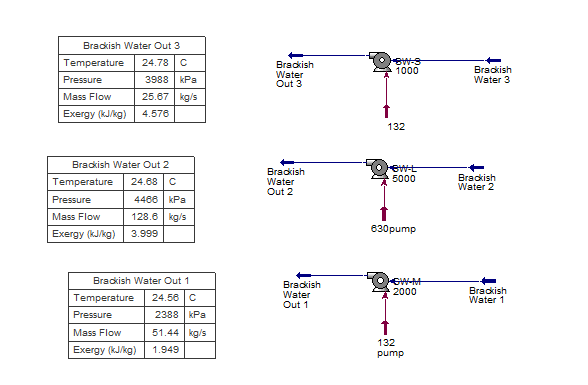 Brackish Water Out 3
Temperature 24.78 C
Pressure 3988 kPa
Mass Flow 25.67 kg/s
Exergy (kJ/kg) 4.576
Brackish
Water
Out 3
BW-S
1000
Brackish
Water 3
132
Brackish Water Out 2
Temperature 24.68 C
Pressure 4466 kPa
Mass Flow 128.6 kg/s
Exergy (kJ/kg) 3.999
Brackish
Water
Out 2
BW-L
5000
Brackish
Water 2
630pump
Brackish Water Out 1
Temperature 24.56 C
Pressure 2388 kPa
Mass Flow 51.44 kg/s
Exergy (kJ/kg) 1.949
Brackish
Water
Out 1
BW-M
2000
Brackish
Water 1
132
pump